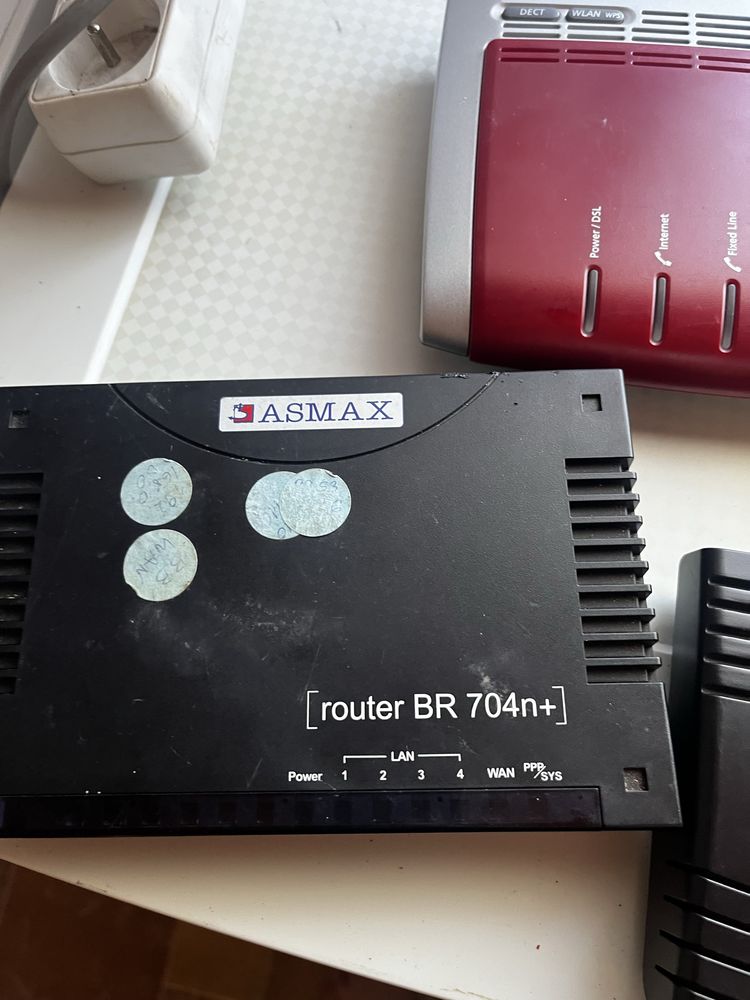 DECT WLAN WPS
Power / DSL
Internet
Fixed Line
ASMAX
WAN
[router BR 704n+]
LAN
Power 1 2 3 4 WAN PPP/SYS